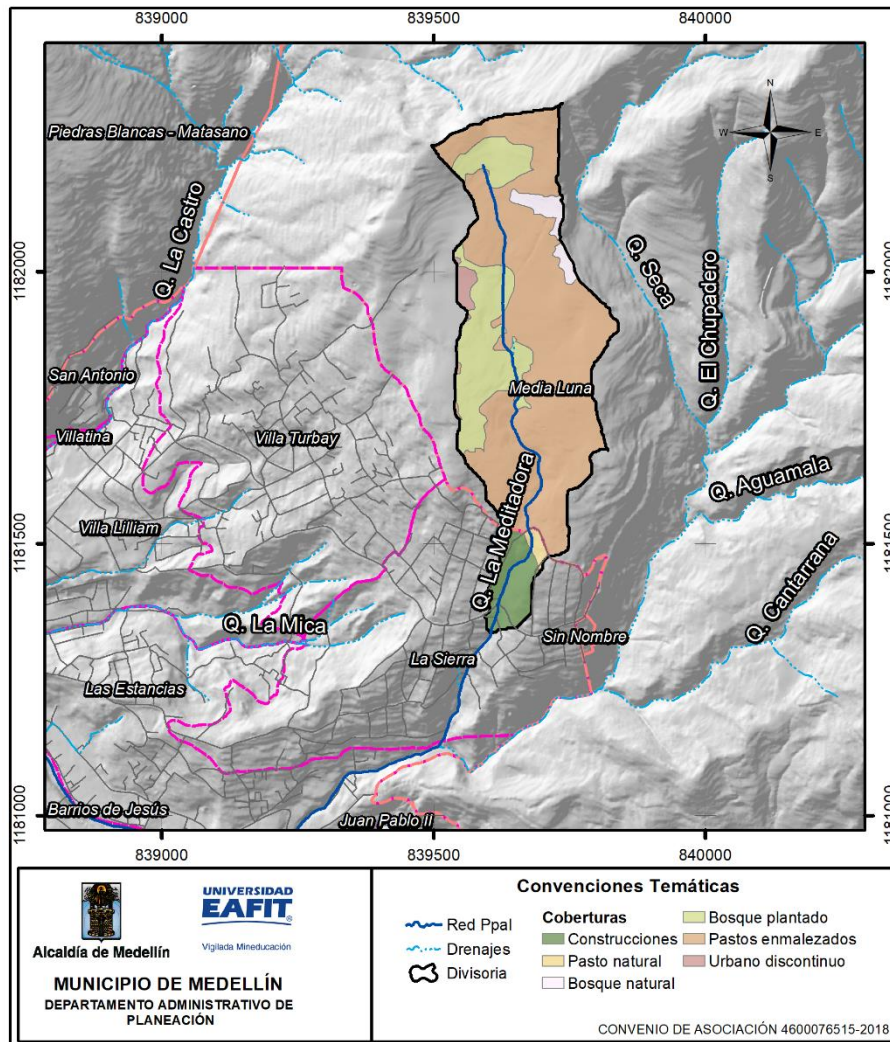 839000
839500
840000
1182000
1181500
1181000
1182000
1181500
1181000
N
W
E
S
Piedras Blancas - Matasano
Q. La Castro
Q. Seca
Q. El Chupadero
San Antonio
Villatina
Villa Turbay
Media Luna
Q. Aguamala
Villa Lilliam
Q. La Meditadora
Q. Cantarrana
Q. La Mica
Sin Nombre
La Sierra
Las Estancias
Barrios de Jesús
Juan Pablo Ii
839000
839500
840000
Alcaldía de Medellín
UNIVERSIDAD
EAFIT®
Vigilada Mineducación
MUNICIPIO DE MEDELLÍN
DEPARTAMENTO ADMINISTRATIVO DE
PLANEACIÓN
Convenciones Temáticas
Red Ppal
Drenajes
Divisoria
Coberturas
Construcciones
Pasto natural
Bosque natural
Bosque plantado
Pastos enmalezados
Urbano discontinuo
CONVENIO DE ASOCIACIÓN 4600076515-2018